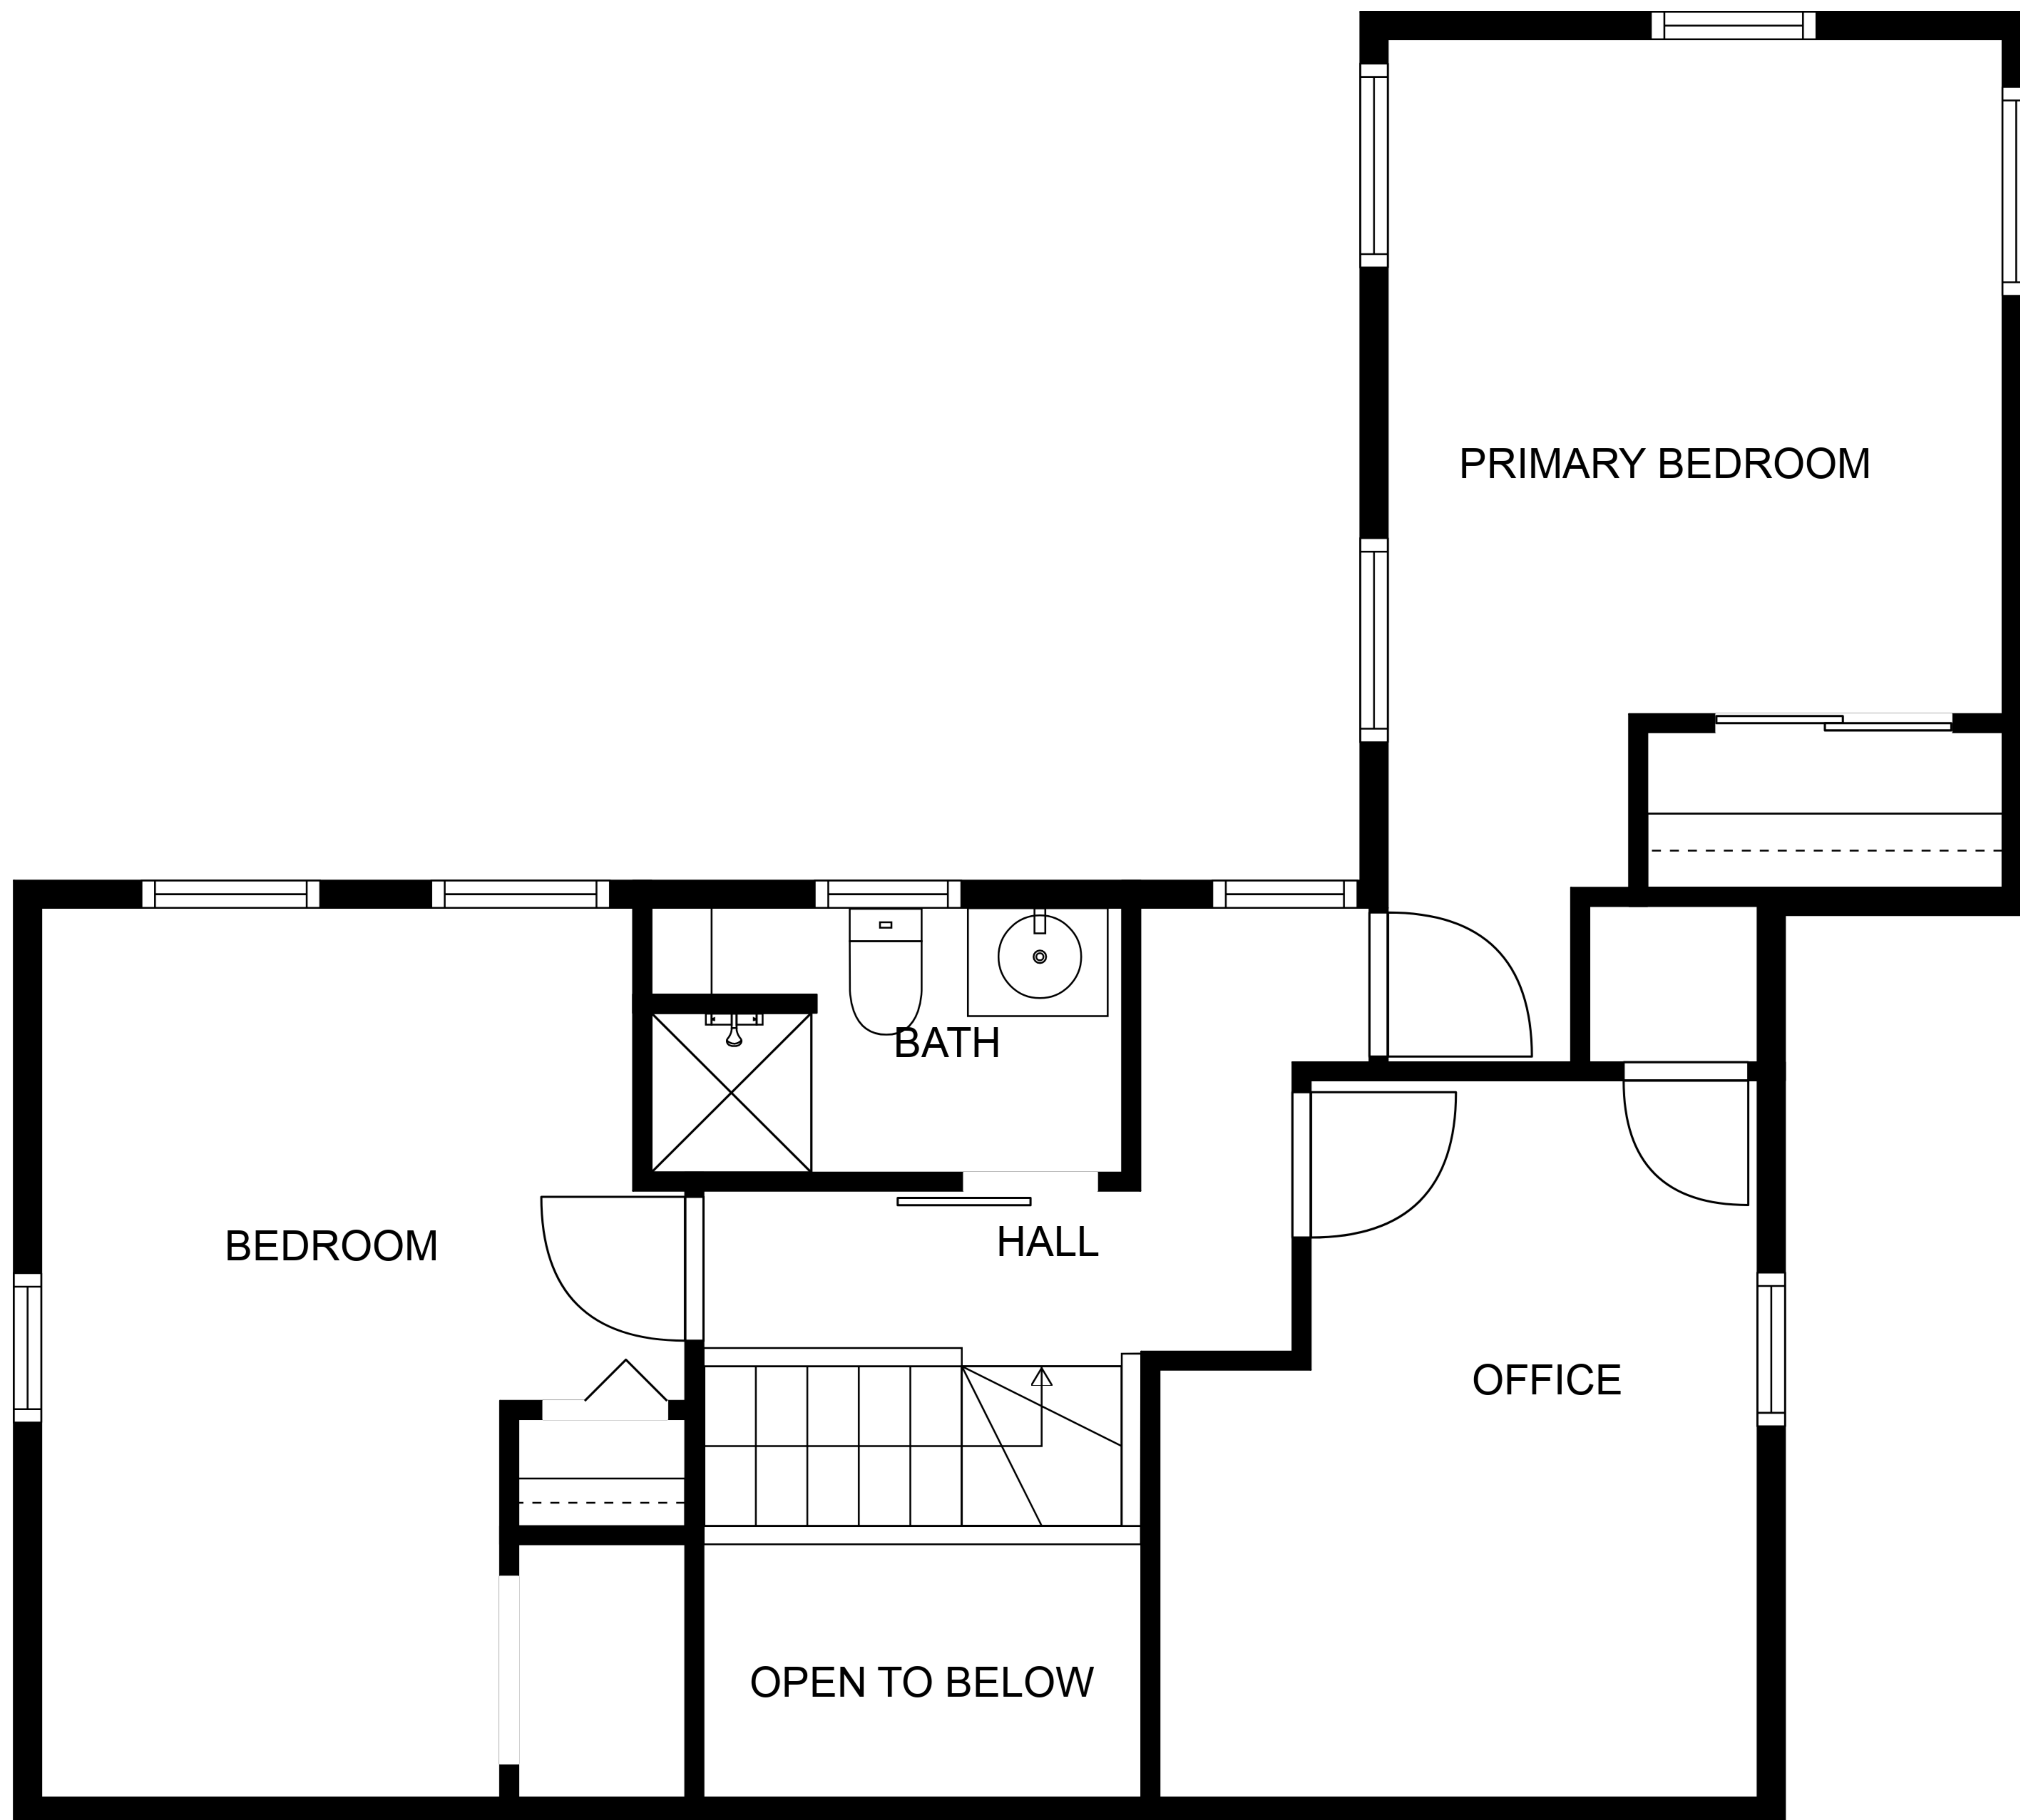 PRIMARY BEDROOM
BATH
BEDROOM
HALL
OFFICE
OPEN TO BELOW